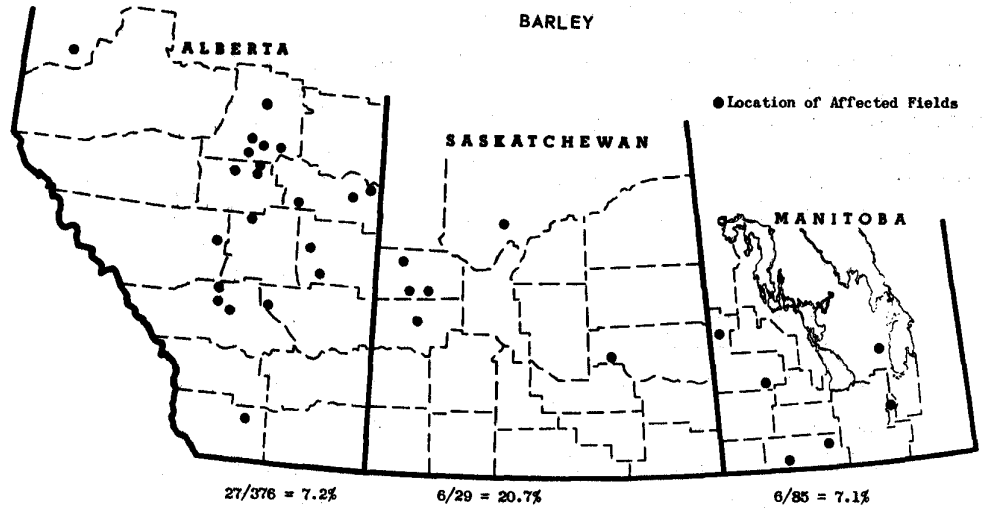 BARLEY
ALBERTA
Location of Affected Fields
SASKATCHEWAN
MANITOBA
27/376 = 7.2%
6/29 = 20.7%
6/85 = 7.1%